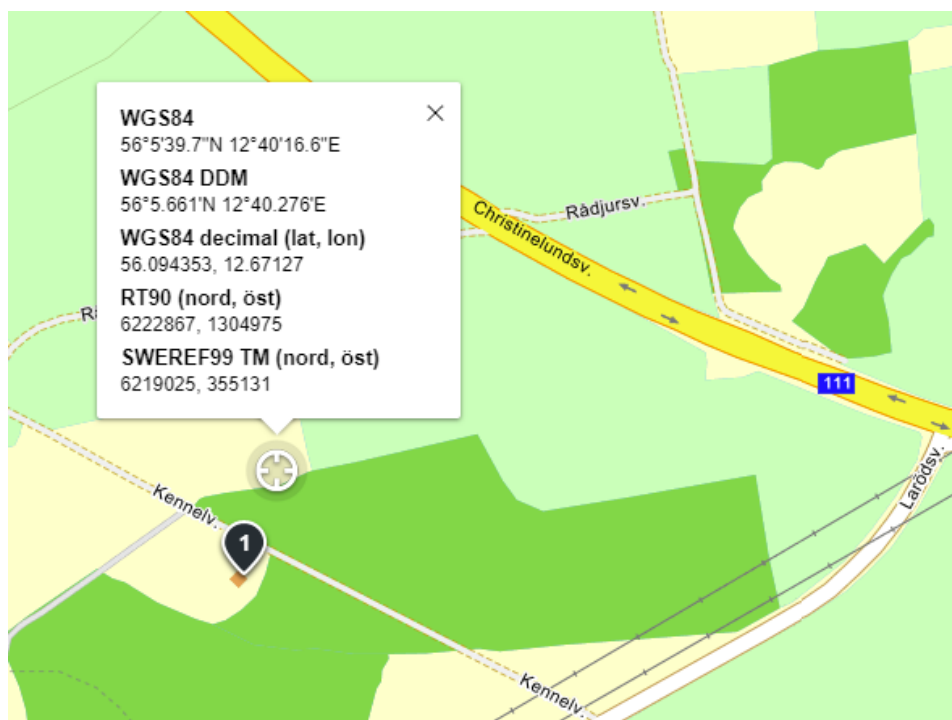 WGS84
56°5'39.7"N 12°40'16.6"E
WGS84 DDM
56°5.661'N 12°40.276'E
WGS84 decimal (lat, lon)
56.094353, 12.67127
RT90 (nord, öst)
6222867, 1304975
SWEREF99 TM (nord, öst)
6219025, 355131
Rådjursv.
Christinelundsv.
111
Larödsv.
Kennelv.
1
Kennelv.